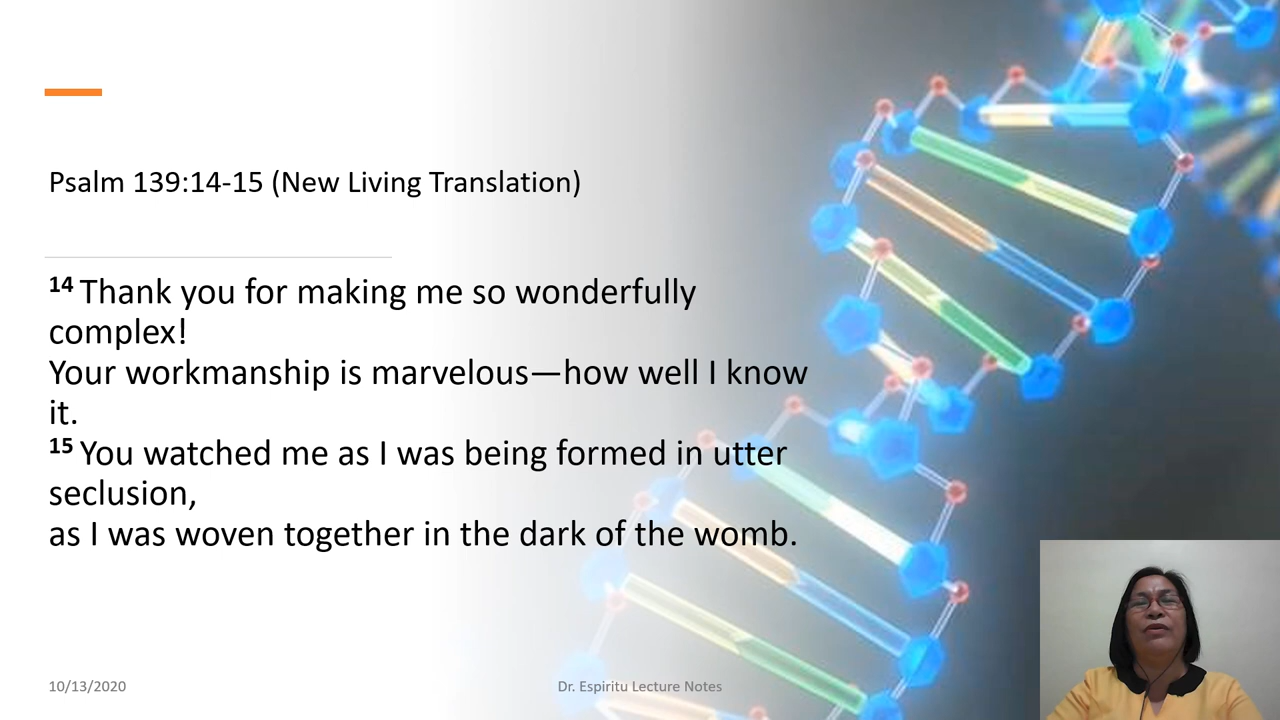 Psalm 139:14-15 (New Living Translation)
14 Thank you for making me so wonderfully
complex!
Your workmanship is marvelous—how well I know
it.
15 You watched me as I was being formed in utter
seclusion,
as I was woven together in the dark of the womb.
10/13/2020
Dr. Espiritu Lecture Notes